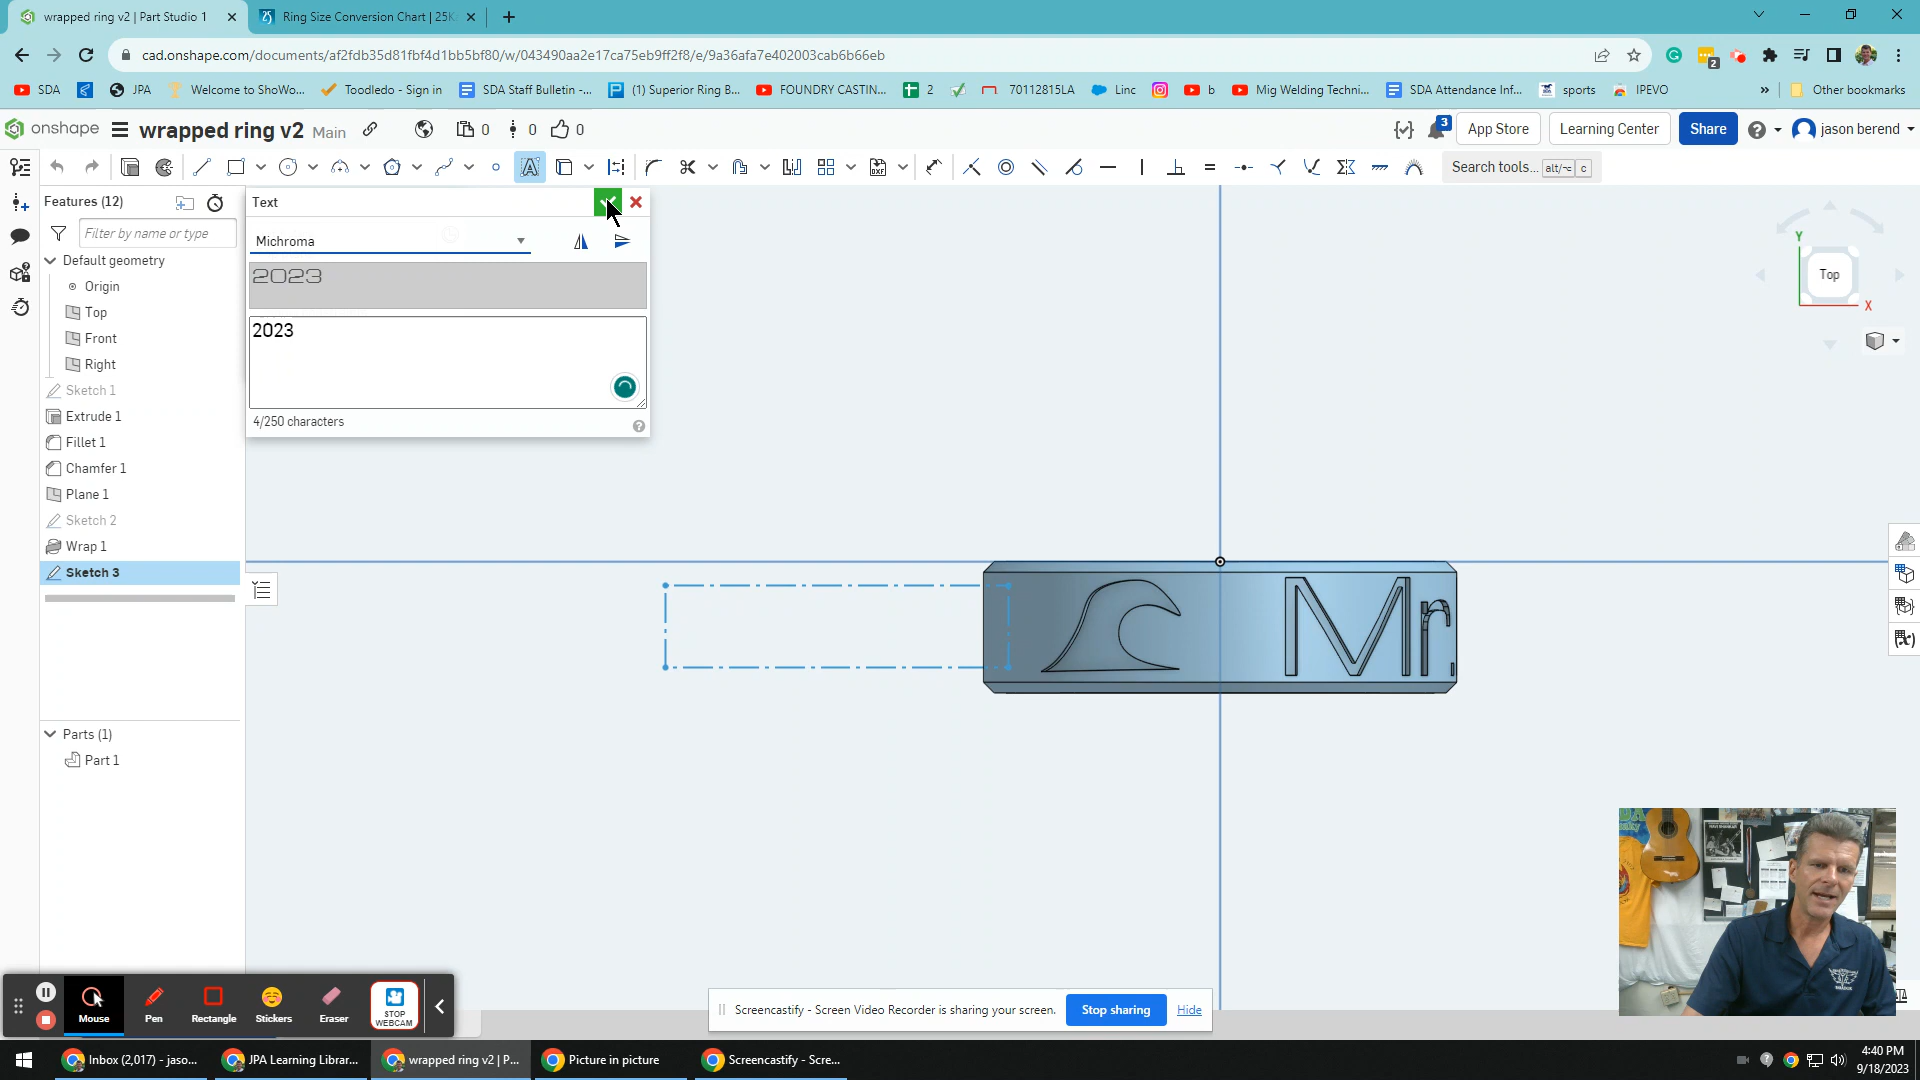 wrapped ring v2 | Part Studio 1
Ring Size Conversion Chart | 25K
cad.onshape.com/documents/af2fdb35d81fbf4d1bb5bf80/w/043490aa2e17ca75eb9ff2f8/e/9a36afa7e402003cab6b66eb
2
SDA
JPA
Welcome to ShoWo...
Toodledo - Sign in
SDA Staff Bulletin -...
(1) Superior Ring B...
FOUNDRY CASTIN...
2
70112815LA
Linc
b
Mig Welding Techni...
SDA Attendance Inf...
sports
IPEVO
»
Other bookmarks
onshape
wrapped ring v2 Main
0
0
0
3
App Store
Learning Center
Share
jason berend
Search tools... alt/⌥ c
Features (12)
Filter by name or type
Default geometry
Origin
Top
Front
Right
Sketch 1
Extrude 1
Fillet 1
Chamfer 1
Plane 1
Sketch 2
Wrap 1
Sketch 3
Parts (1)
Part 1
Text
Michroma
2023
2023
4/250 characters
Mr.
Y
Top
X
Mouse
Pen
Rectangle
Stickers
Eraser
STOP
WEBCAM
Screencastify - Screen Video Recorder is sharing your screen.
Stop sharing
Hide
Inbox (2,017) - jaso...
JPA Learning Librar...
wrapped ring v2 | P...
Picture in picture
Screencastify - Scre...
4:40 PM
9/18/2023